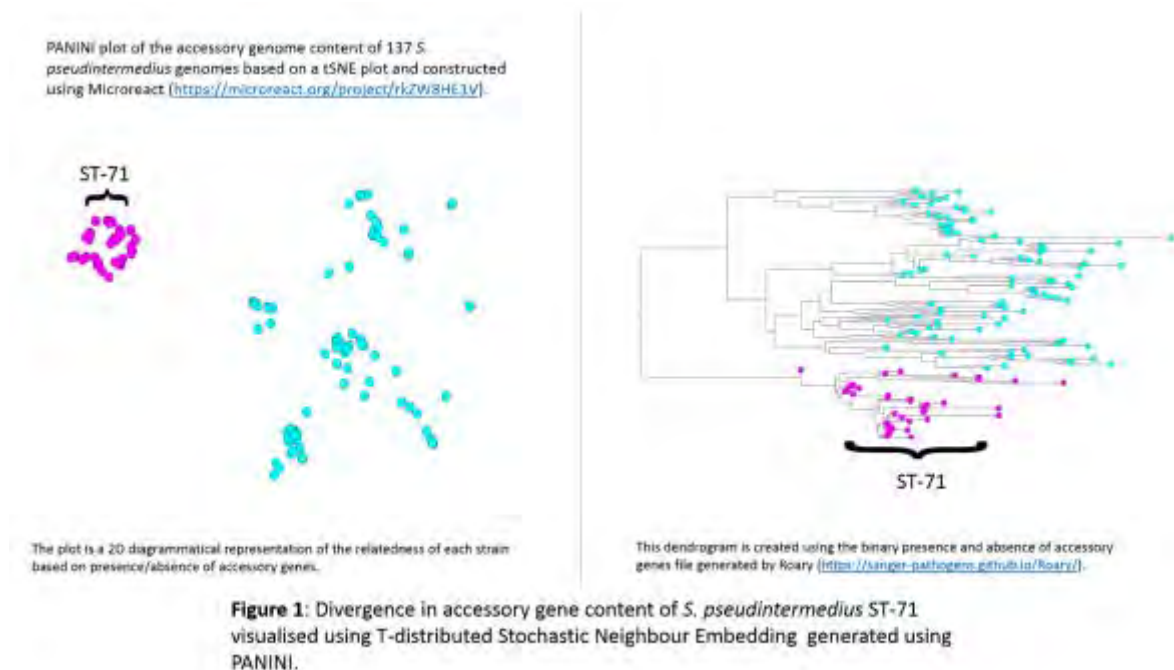 PANINI plot of the accessory genome content of 137 S.
pseudintermedius genomes based on a tSNE plot and constructed
using Microreact (https://microreact.org/project/rkZW8HE1V).
ST-71
The plot is a 2D diagrammatical representation of the relatedness of each strain
based on presence/absence of accessory genes.
ST-71
This dendrogram is created using the binary presence and absence of accessory
genes file generated by Roary (https://sanger-pathogens.github.io/Roary/).
Figure 1: Divergence in accessory gene content of S. pseudintermedius ST-71
visualised using T-distributed Stochastic Neighbour Embedding generated using
PANINI.